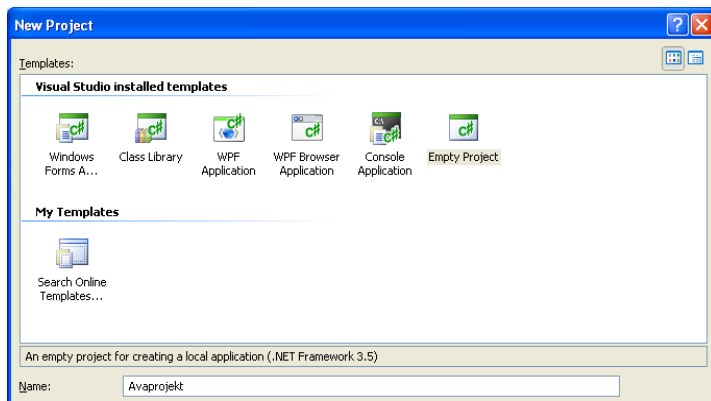 New Project
Templates:
Visual Studio installed templates
Windows Forms A...
Class Library
WPF Application
WPF Browser Application
Console Application
Empty Project
My Templates
Search Online Templates...
An empty project for creating a local application (.NET Framework 3.5)
Name: Avaprojekt